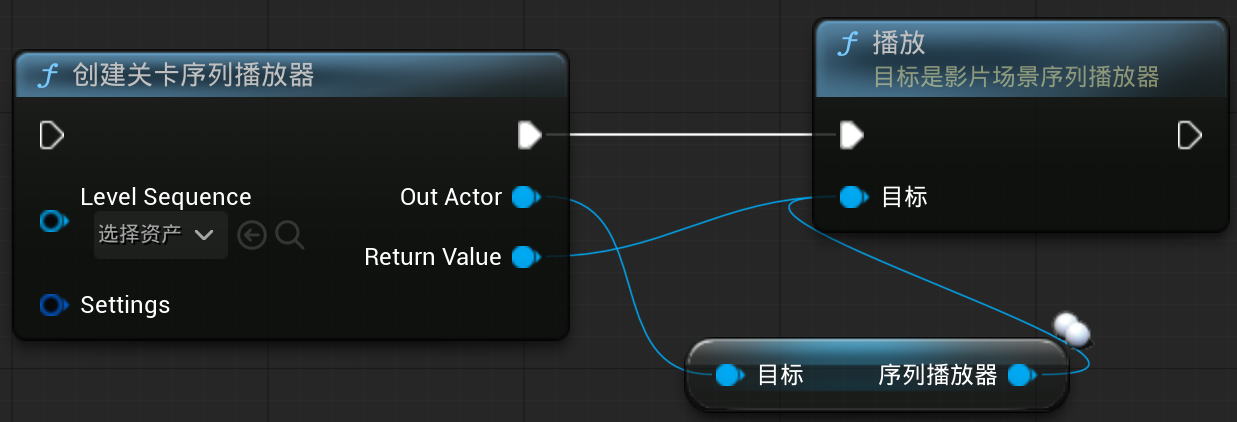 创建关卡序列播放器
Level Sequence
选择资产
Settings
Out Actor
Return Value
播放
目标是影片场景序列播放器
目标
目标
序列播放器